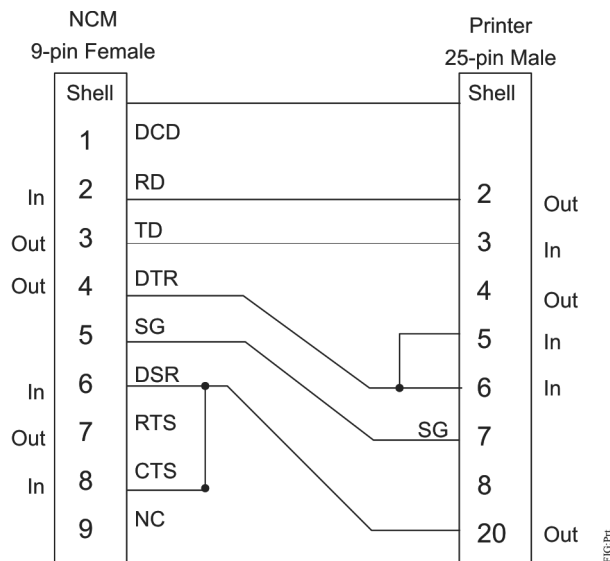 NCM
9-pin Female
Printer
25-pin Male
Shell
Shell
1 DCD
In 2 RD
2 Out
Out 3 TD
3 In
Out 4 DTR
4 Out
5 SG
5 In
In 6 DSR
6 In
Out 7 RTS
SG 7
In 8 CTS
8
9 NC
20 Out
FIG:Prt